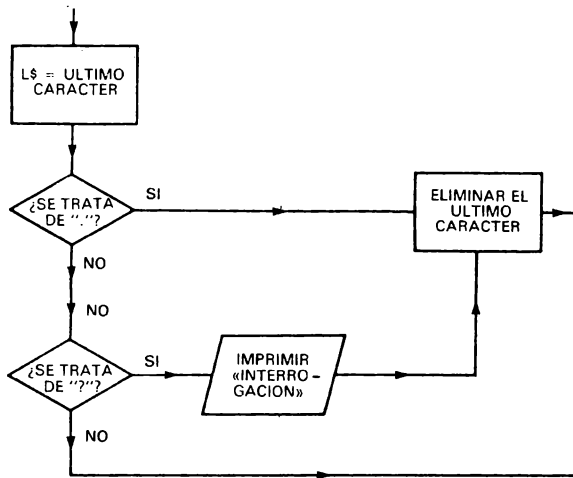 L$ = ULTIMO
CARACTER
¿SE TRATA
DE "."?
SI
ELIMINAR EL
ULTIMO
CARACTER
NO
NO
¿SE TRATA
DE "?"?
SI
IMPRIMIR
«INTERRO-
GACION»
NO